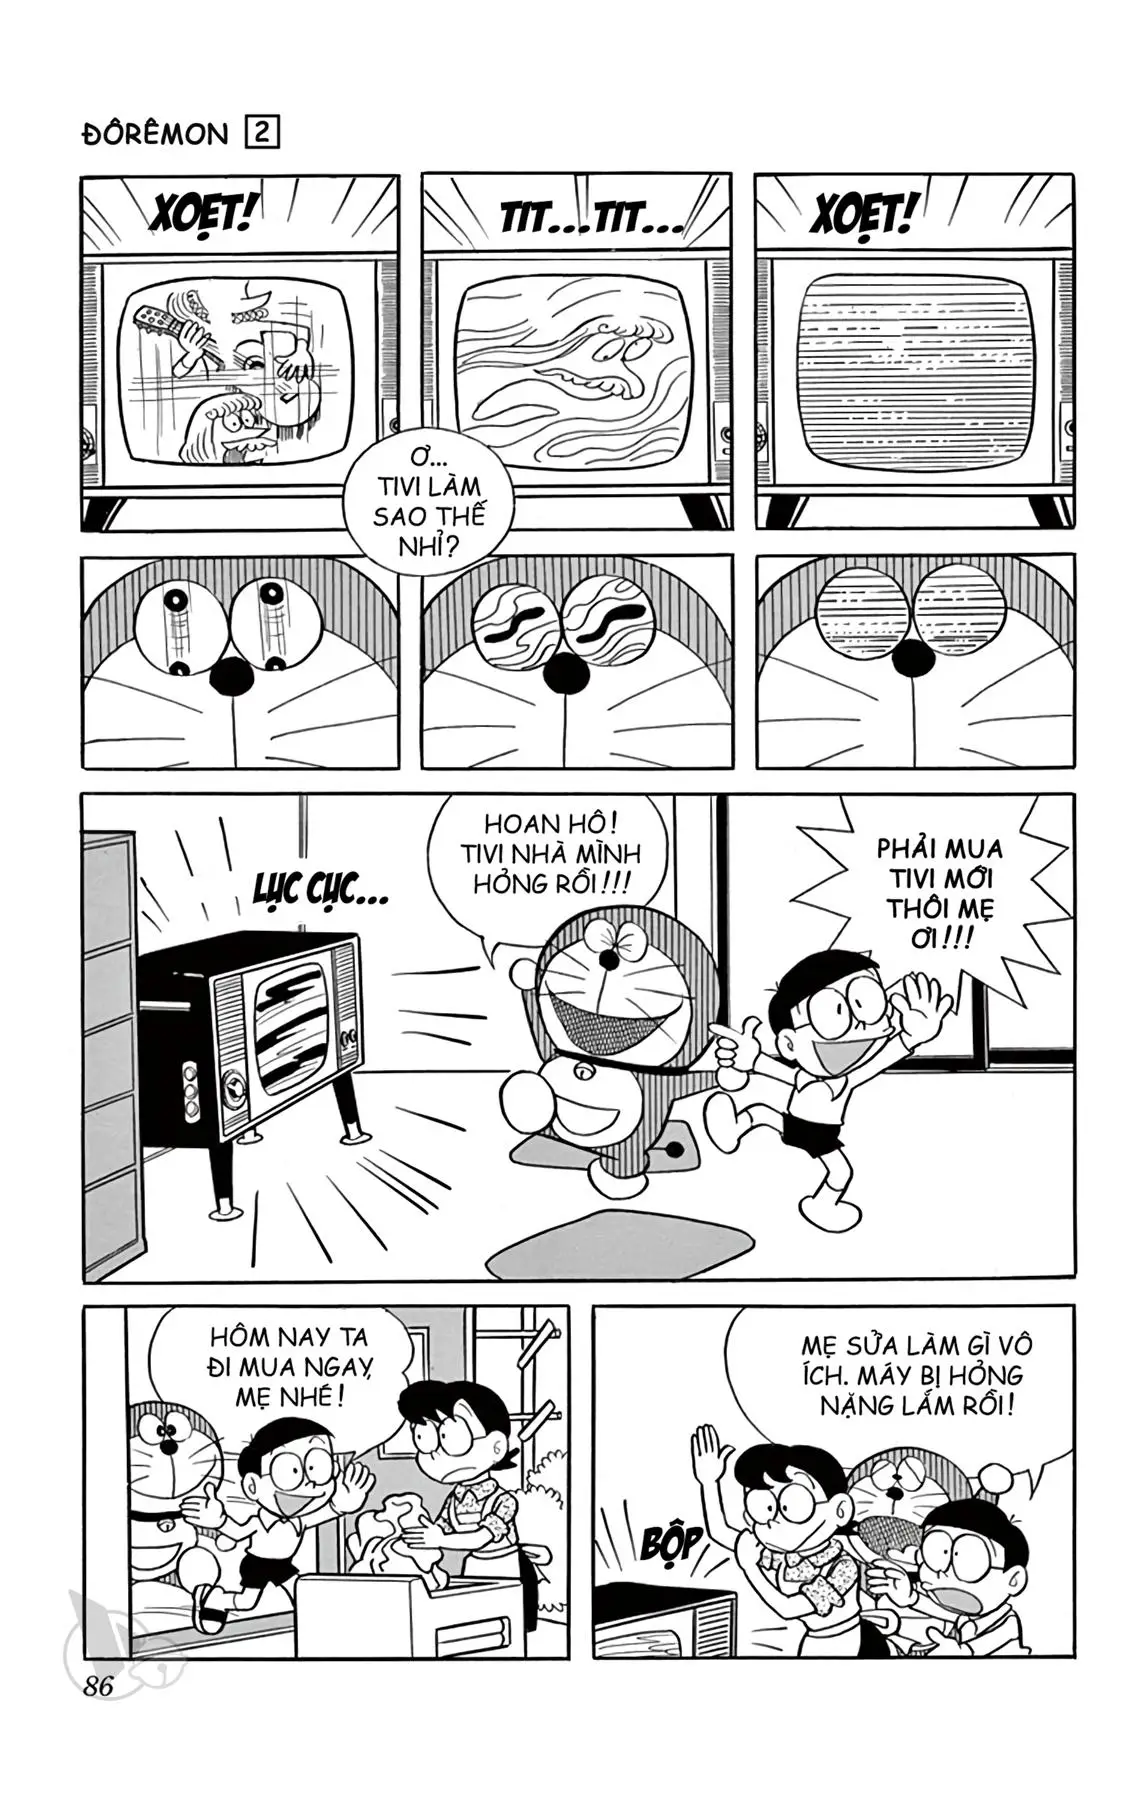 ĐÔRÊMON 2
XOẸT!
TIT...TIT...
XOẸT!
Ơ...
TIVI LÀM
SAO THẾ
NHỈ?
HOAN HÔ!
TIVI NHÀ MÌNH
HỎNG RỒI!!!
PHẢI MUA
TIVI MỚI
THÔI MẸ
ƠI!!!
LỤC CỤC...
HÔM NAY TA
ĐI MUA NGAY,
MẸ NHÉ!
MẸ SỬA LÀM GÌ VÔ
ÍCH. MÁY BỊ HỎNG
NẶNG LẮM RỒI!
BỘP
86